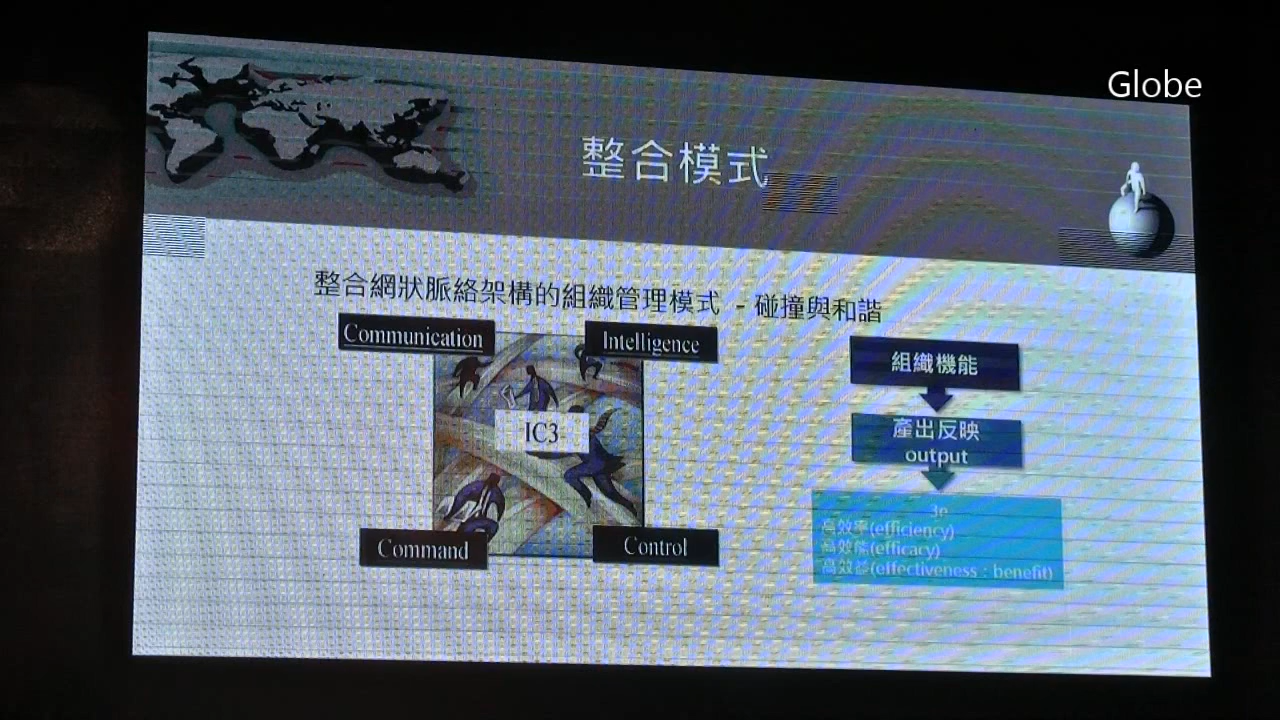 Globe
整合模式
整合網狀脈絡架構的組織管理模式 - 碰撞與和諧
Communication
Intelligence
IC3
Command
Control
組織機能
產出反映
output
3e
高效率(efficiency)
高效能(efficacy)
高效益(effectiveness : benefit)